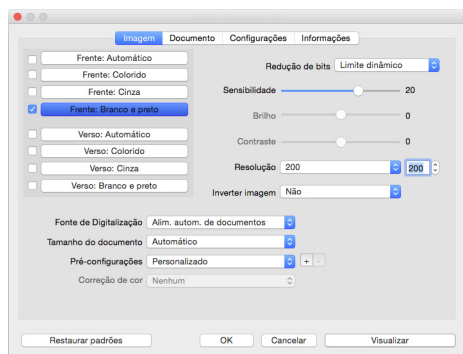 Imagem Documento Configurações Informações
Frente: Automático
Frente: Colorido
Frente: Cinza
Frente: Branco e preto
Verso: Automático
Verso: Colorido
Verso: Cinza
Verso: Branco e preto
Redução de bits Limite dinâmico
Sensibilidade 20
Brilho 0
Contraste 0
Resolução 200 200
Inverter imagem Não
Fonte de Digitalização Alim. autom. de documentos
Tamanho do documento Automático
Pré-configurações Personalizado + -
Correção de cor Nenhum
Restaurar padrões OK Cancelar Visualizar